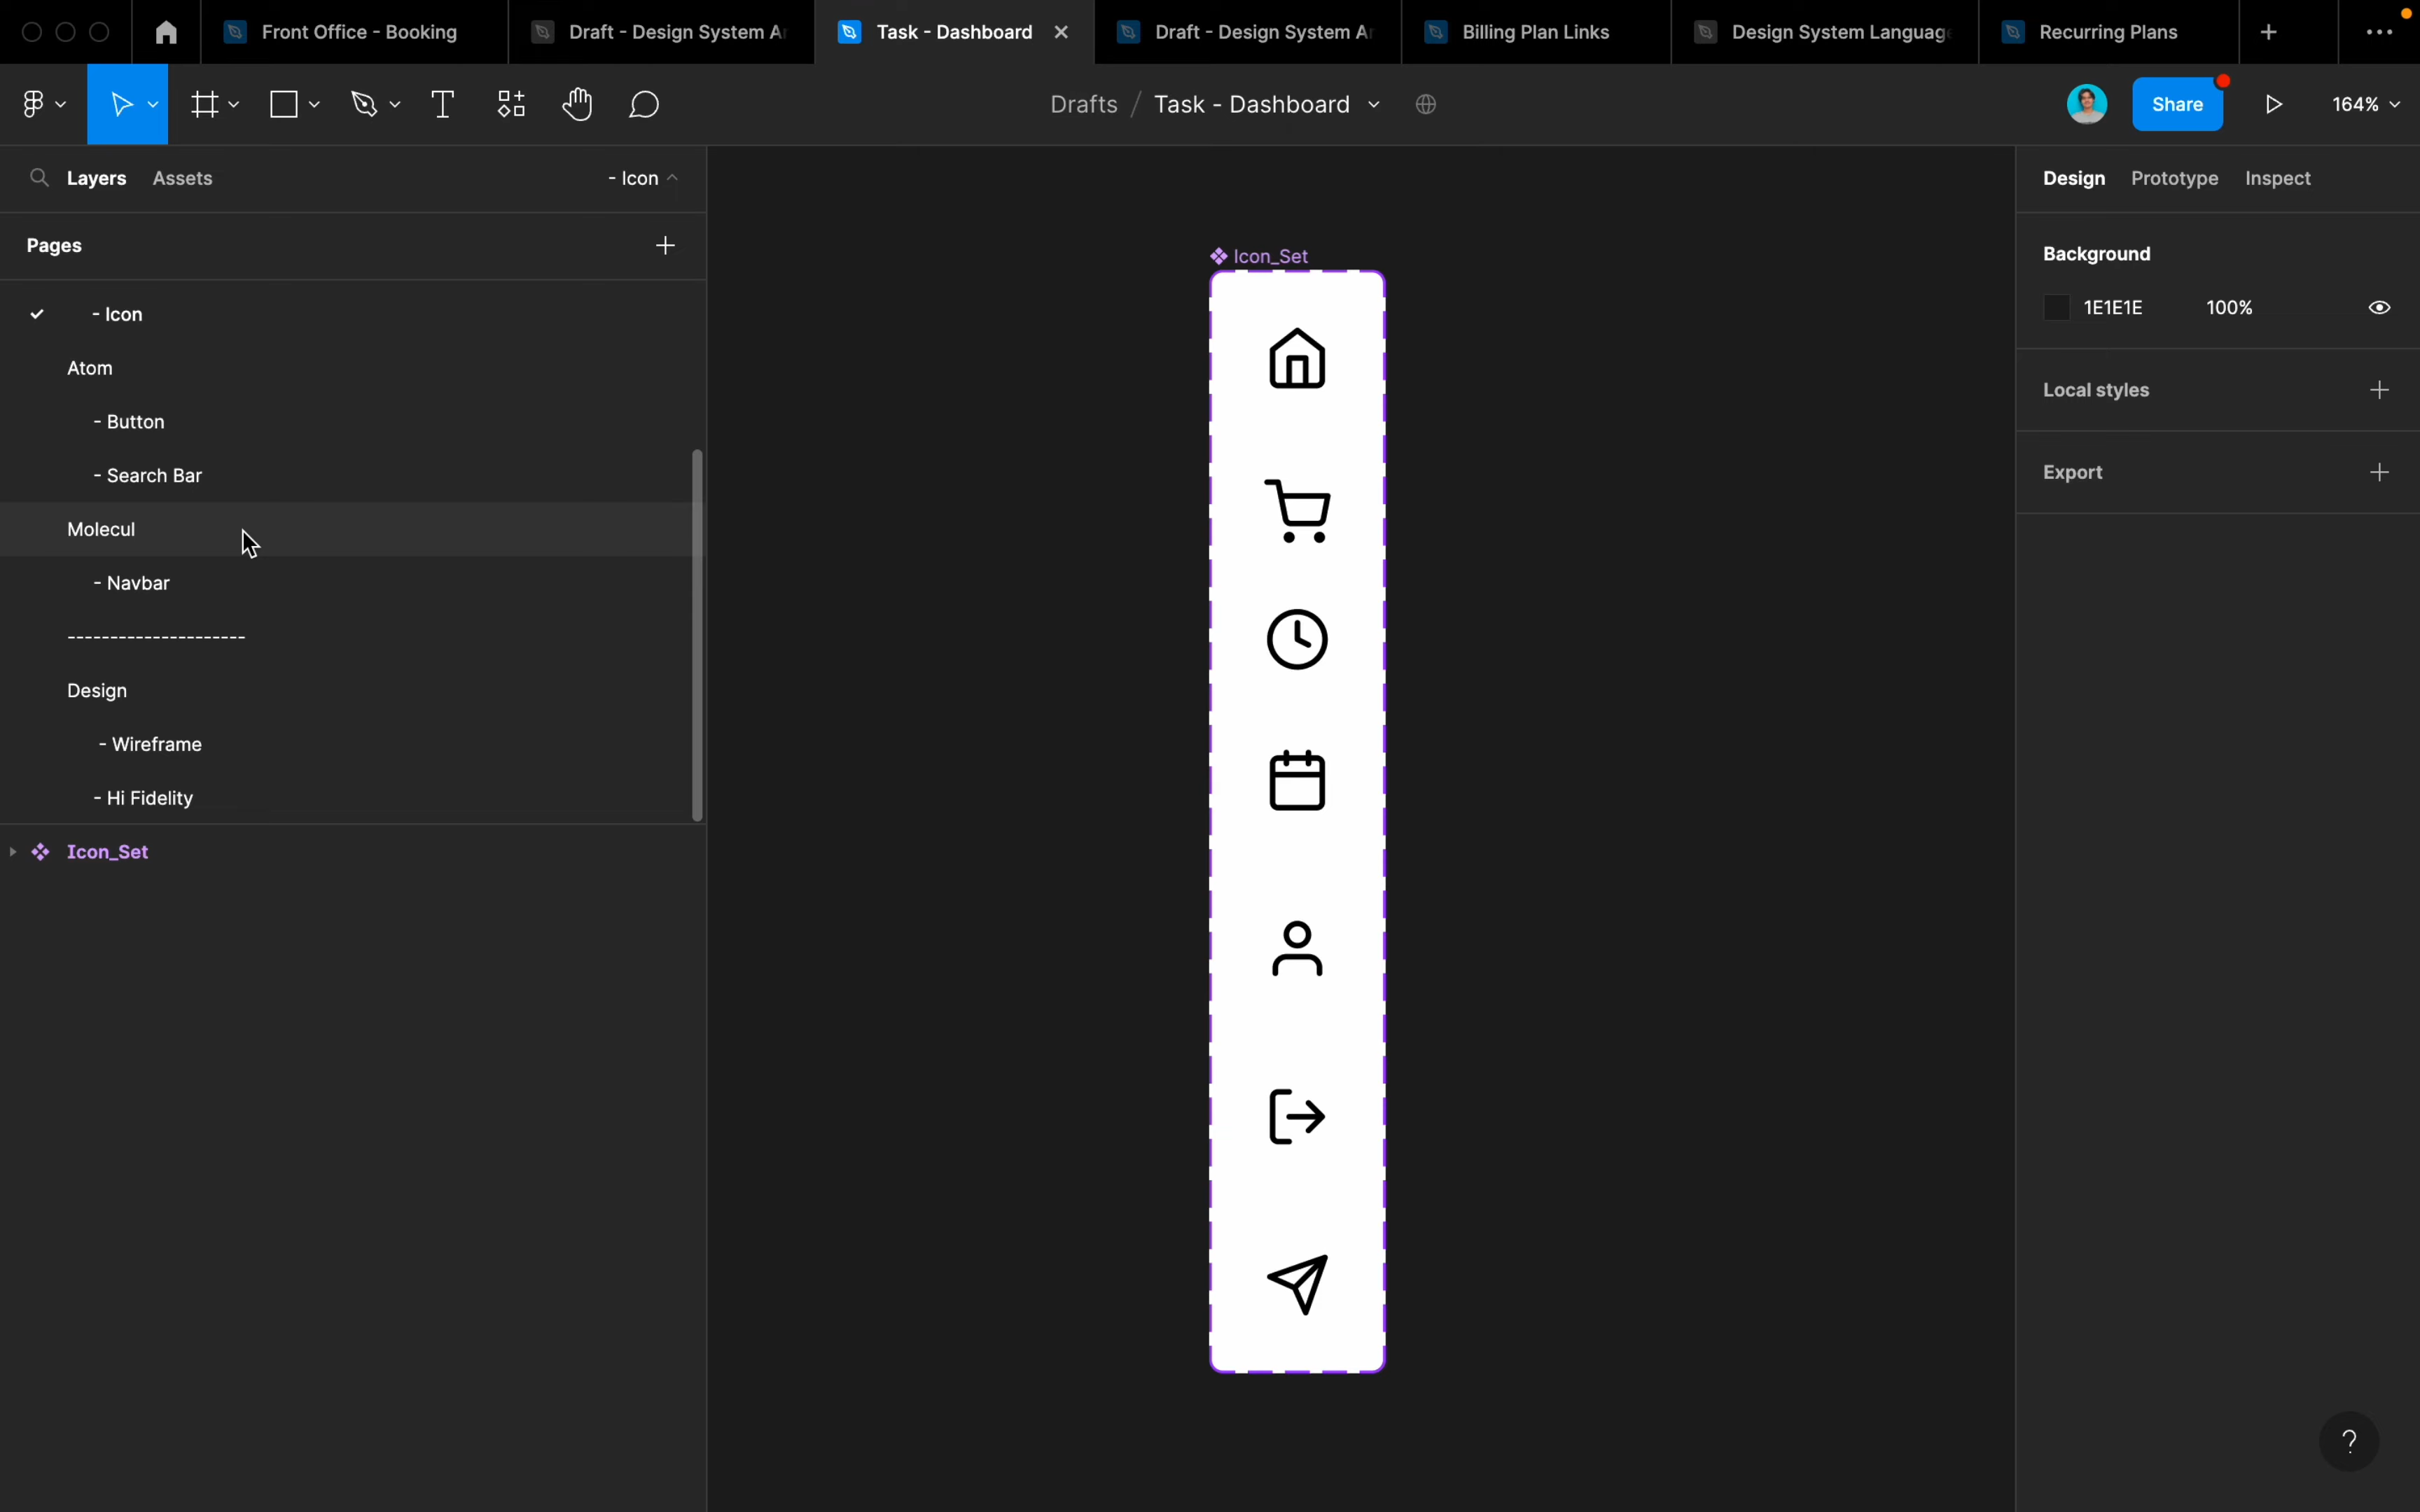 Front Office - Booking
Draft - Design System Ar
Task - Dashboard
Draft - Design System Ar
Billing Plan Links
Design System Language
Recurring Plans
Drafts / Task - Dashboard
Share
164%
Layers
Assets
- Icon
Design
Prototype
Inspect
Pages
- Icon
Atom
- Button
- Search Bar
Molecul
- Navbar
---------------------
Design
- Wireframe
- Hi Fidelity
Icon_Set
Icon_Set
Background
1E1E1E
100%
Local styles
Export
?